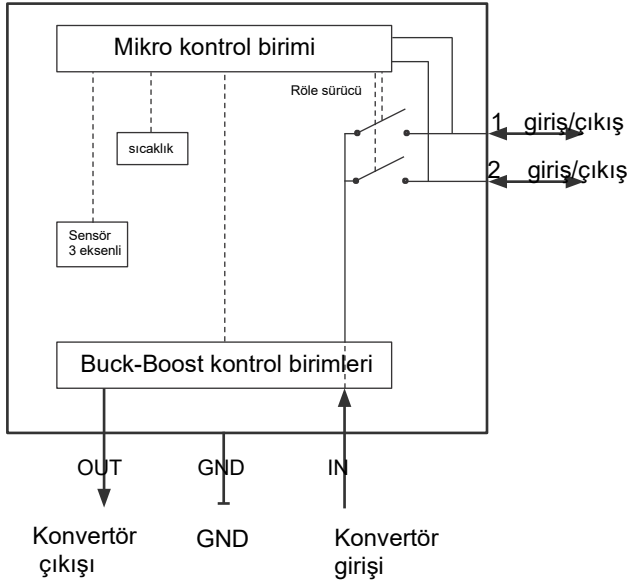 Mikro kontrol birimi
Röle sürücü
1 giriş/çıkış
sıcaklık
2 giriş/çıkış
Sensör
3 eksenli
Buck-Boost kontrol birimleri
OUT GND IN
Konvertör
çıkışı
GND
Konvertör
girişi